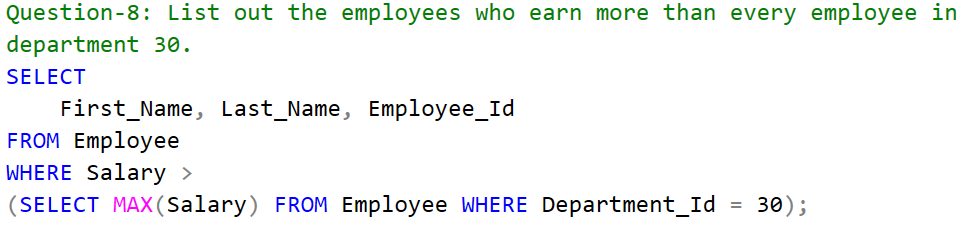 Question-8: List out the employees who earn more than every employee in
department 30.
SELECT
    First_Name, Last_Name, Employee_Id
FROM Employee
WHERE Salary >
(SELECT MAX(Salary) FROM Employee WHERE Department_Id = 30);